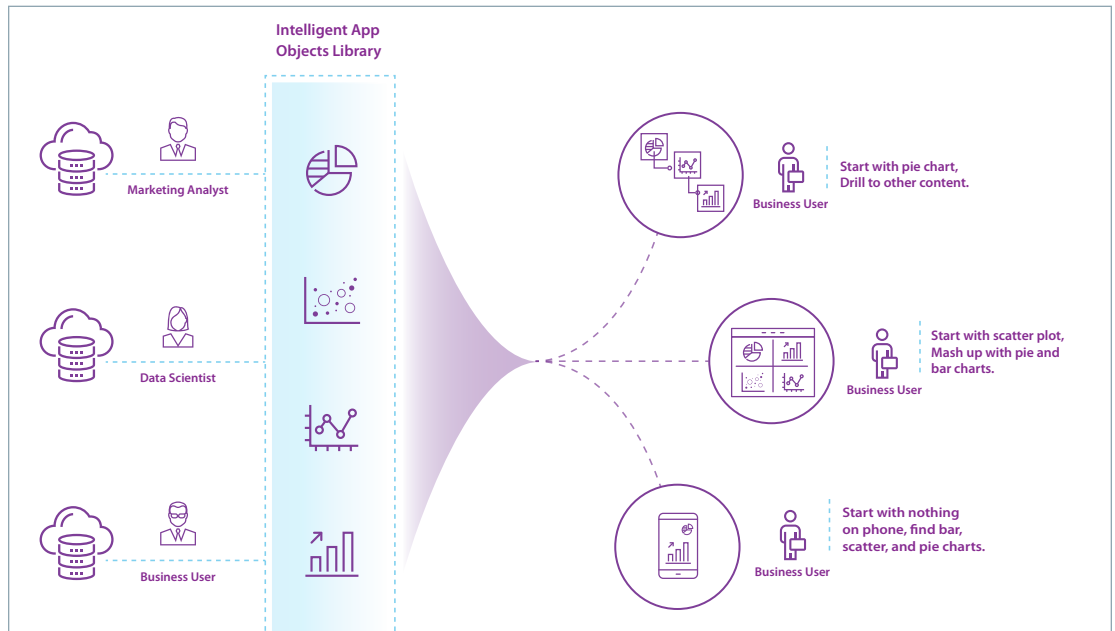 Intelligent App
Objects Library
Marketing Analyst
Data Scientist
Business User
Business User
Start with pie chart,
Drill to other content.
Business User
Start with scatter plot,
Mash up with pie and
bar charts.
Business User
Start with nothing
on phone, find bar,
scatter, and pie charts.